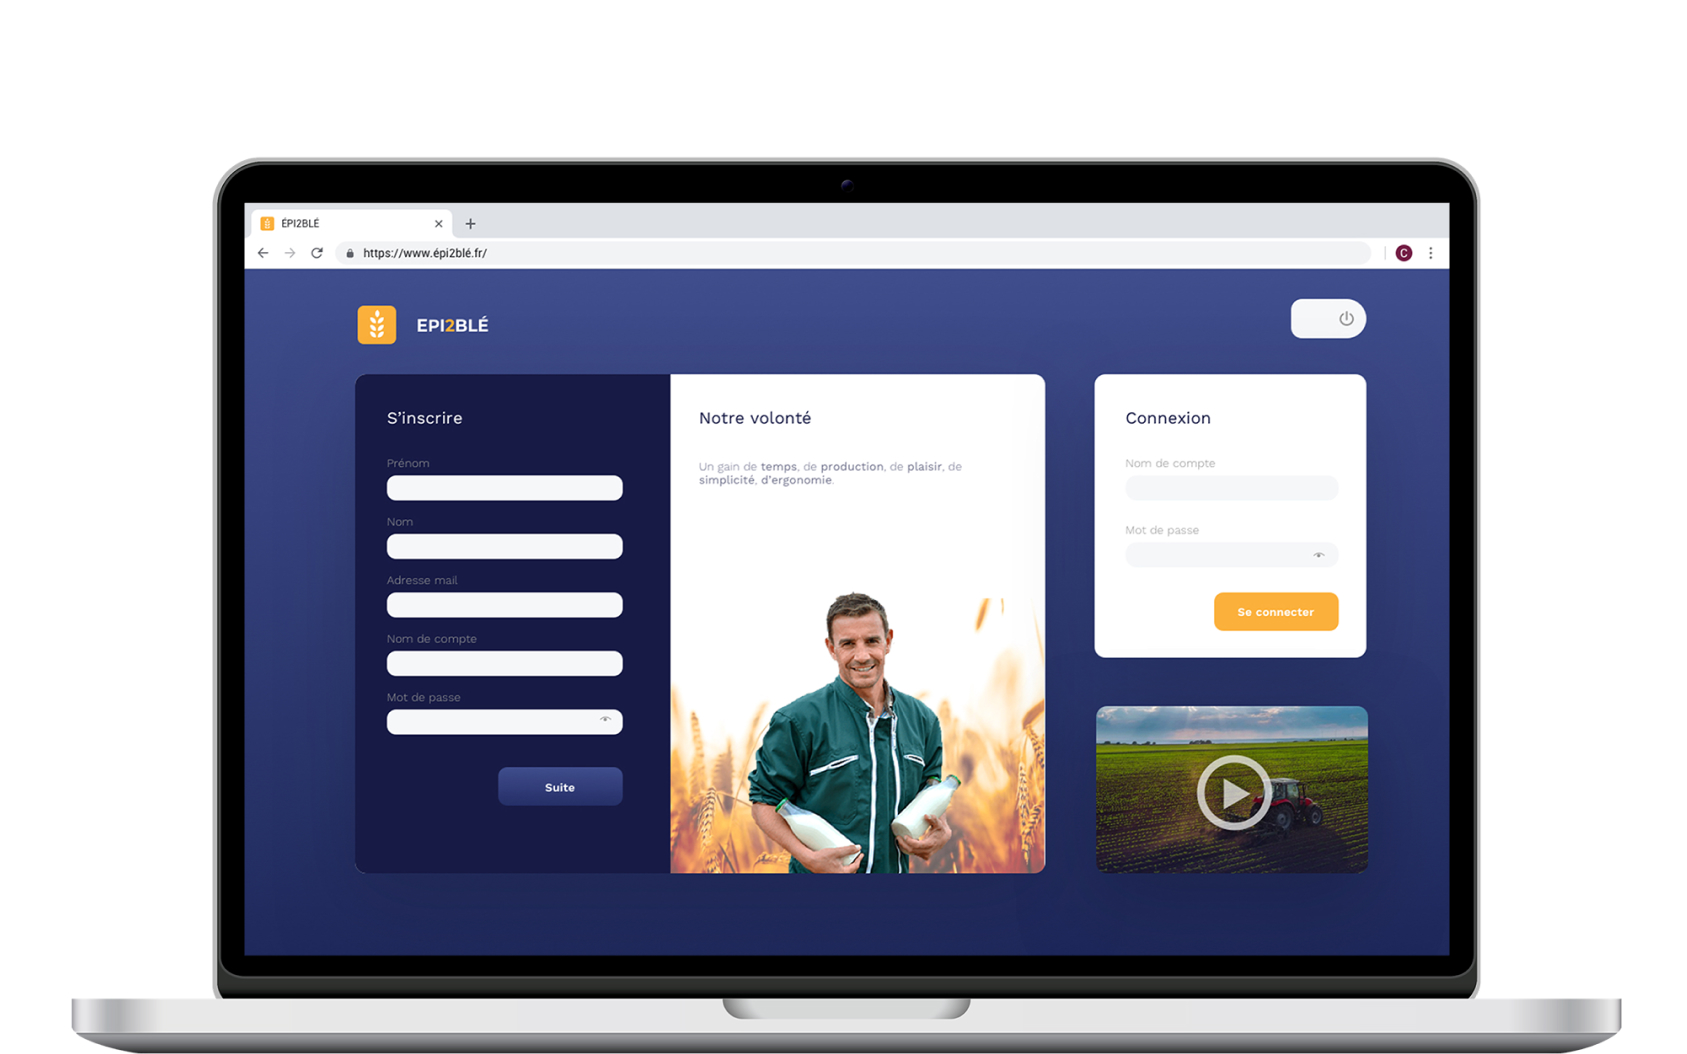 ÉPI2BLÉ
https://www.épi2blé.fr/
C
EPI2BLÉ
S'inscrire
Prénom
Nom
Adresse mail
Nom de compte
Mot de passe
Suite
Notre volonté
Un gain de temps, de production, de plaisir, de
simplicité, d'ergonomie.
Connexion
Nom de compte
Mot de passe
Se connecter